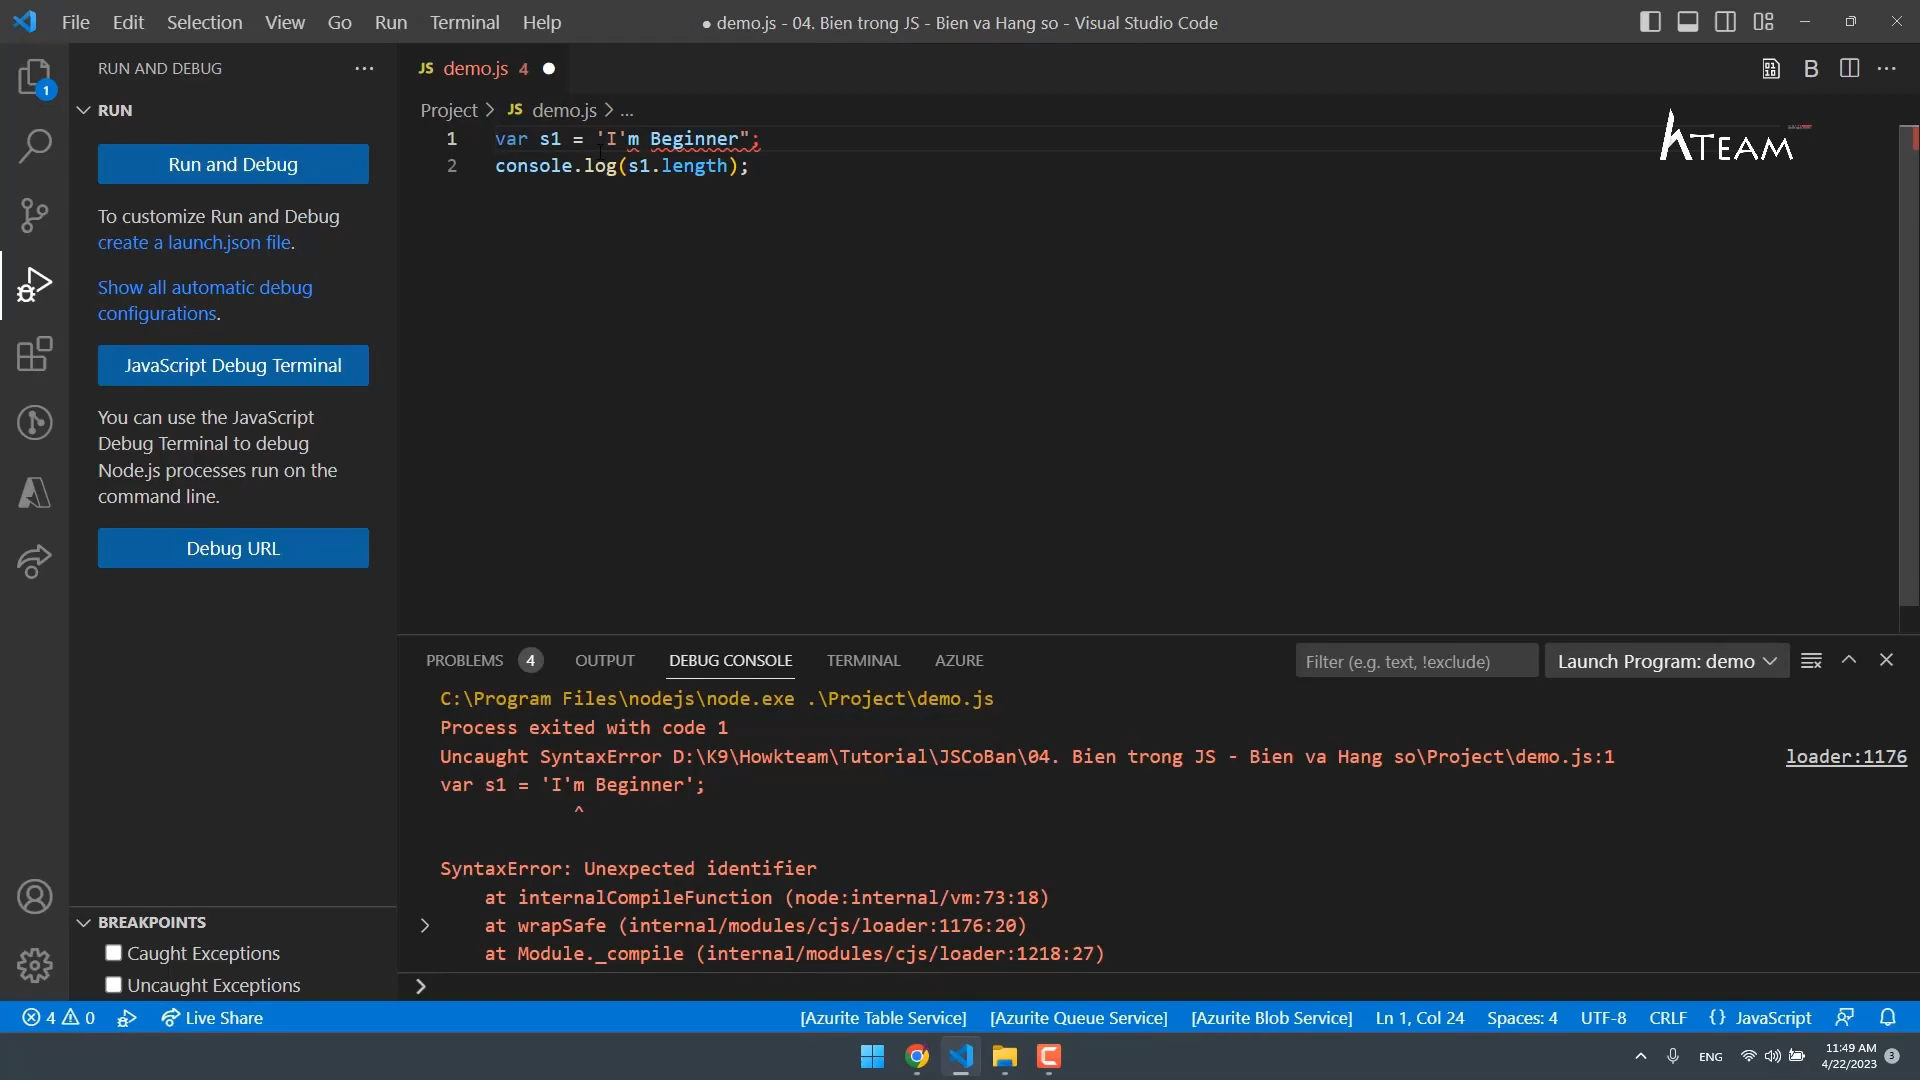 File Edit Selection View Go Run Terminal Help
● demo.js - 04. Bien trong JS - Bien va Hang so - Visual Studio Code
1
RUN AND DEBUG
RUN
Run and Debug
To customize Run and Debug
create a launch.json file.
Show all automatic debug
configurations.
JavaScript Debug Terminal
You can use the JavaScript
Debug Terminal to debug
Node.js processes run on the
command line.
Debug URL
BREAKPOINTS
Caught Exceptions
Uncaught Exceptions
JS demo.js 4
B
Project > JS demo.js > ...
1 var s1 = 'I'm Beginner";
2 console.log(s1.length);
hTEAM
PROBLEMS 4 OUTPUT DEBUG CONSOLE TERMINAL AZURE
Filter (e.g. text, !exclude)
Launch Program: demo
C:\Program Files\nodejs\node.exe .\Project\demo.js
Process exited with code 1
Uncaught SyntaxError D:\K9\Howkteam\Tutorial\JSCoBan\04. Bien trong JS - Bien va Hang so\Project\demo.js:1
loader:1176
var s1 = 'I'm Beginner';
^
SyntaxError: Unexpected identifier
at internalCompileFunction (node:internal/vm:73:18)
at wrapSafe (internal/modules/cjs/loader:1176:20)
at Module._compile (internal/modules/cjs/loader:1218:27)
4 0 Live Share
[Azurite Table Service] [Azurite Queue Service] [Azurite Blob Service] Ln 1, Col 24 Spaces: 4 UTF-8 CRLF {} JavaScript
ENG
11:49 AM
4/22/2023
3